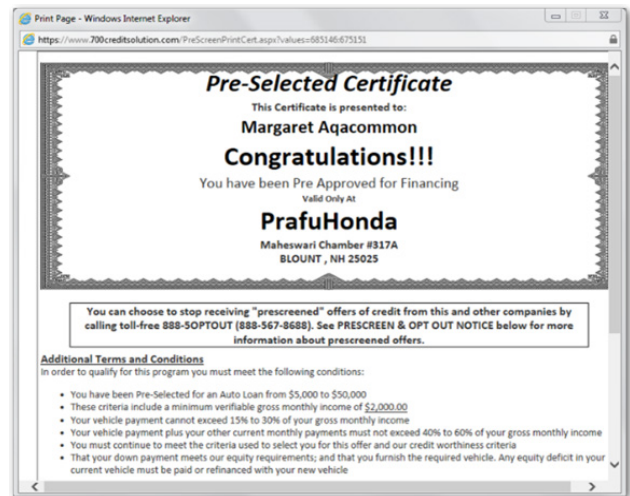 Print Page - Windows Internet Explorer
https://www.700creditsolution.com/PreScreenPrintCert.aspx?values=685146:675151
Pre-Selected Certificate
This Certificate is presented to:
Margaret Aqacommon
Congratulations!!!
You have been Pre Approved for Financing
Valid Only At
PrafuHonda
Maheswari Chamber #317A
BLOUNT , NH 25025
You can choose to stop receiving "prescreened" offers of credit from this and other companies by
calling toll-free 888-5OPTOUT (888-567-8688). See PRESCREEN & OPT OUT NOTICE below for more
information about prescreened offers.
Additional Terms and Conditions
In order to qualify for this program you must meet the following conditions:
• You have been Pre-Selected for an Auto Loan from $5,000 to $50,000
• These criteria include a minimum verifiable gross monthly income of $2,000.00
• Your vehicle payment cannot exceed 15% to 30% of your gross monthly income
• Your vehicle payment plus your other current monthly payments must not exceed 40% to 60% of your gross monthly income
• You must continue to meet the criteria used to select you for this offer and our credit worthiness criteria
• That your down payment meets our equity requirements; and that you furnish the required vehicle. Any equity deficit in your
current vehicle must be paid or refinanced with your new vehicle